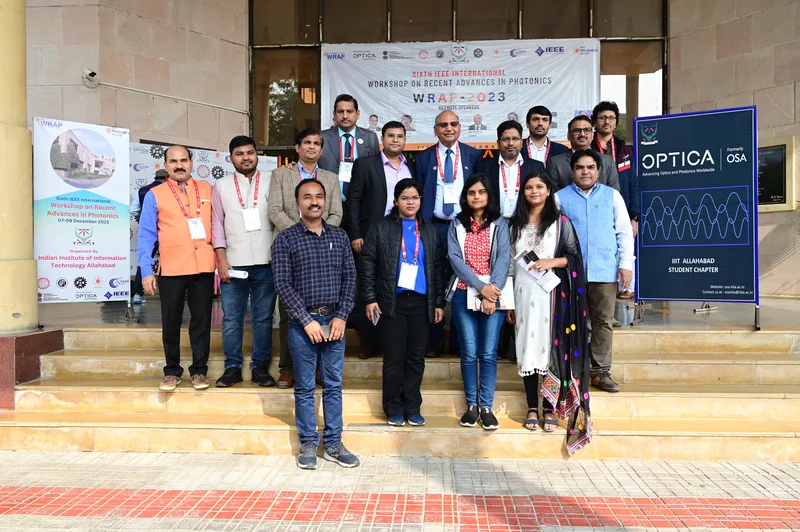 WRAP
OPTICA
IEEE
SIXTH IEEE INTERNATIONAL
WORKSHOP ON RECENT ADVANCES IN PHOTONICS
WRAP-2023
KEYNOTE SPEAKERS
WRAP
Sixth IEEE International
Workshop on Recent
Advances in Photonics
07-09 December 2023
Organized By
Indian Institute of Information
Technology Allahabad
OPTICA
IEEE
OPTICA
Formerly
OSA
Advancing Optics and Photonics Worldwide
IIIT ALLAHABAD
STUDENT CHAPTER